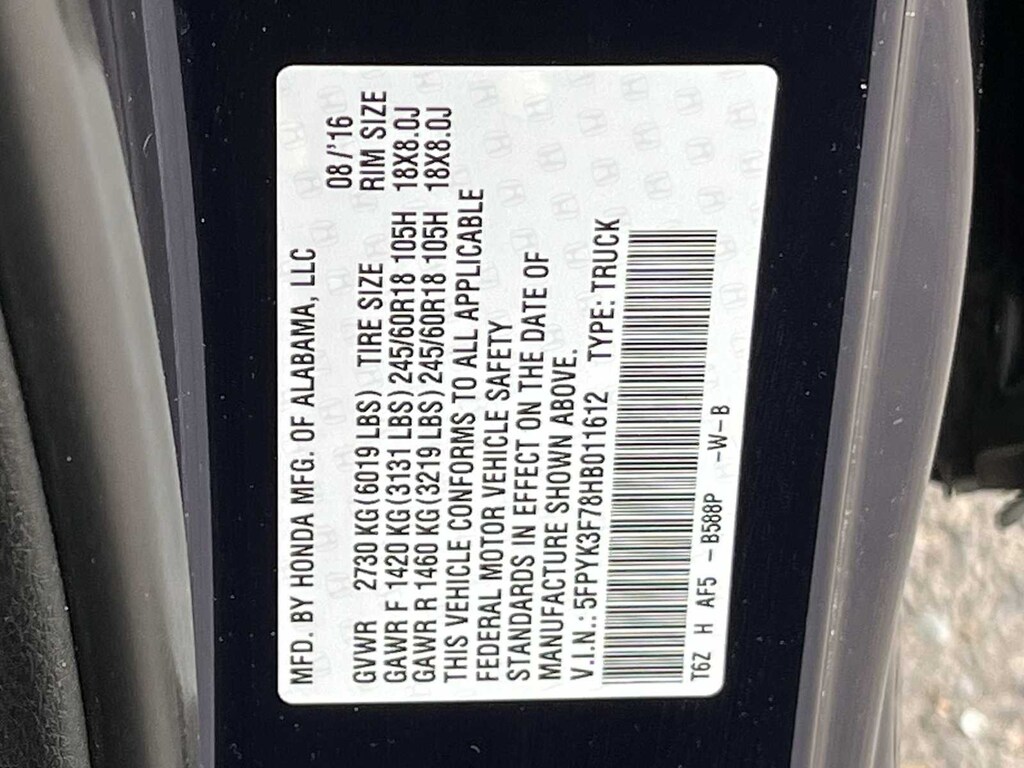 MFD. BY HONDA MFG. OF ALABAMA, LLC
08/'16
GVWR 2730 KG(6019 LBS) TIRE SIZE RIM SIZE
GAWR F 1420 KG(3131 LBS)245/60R18 105H 18X8.0J
GAWR R 1460 KG(3219 LBS)245/60R18 105H 18X8.0J
THIS VEHICLE CONFORMS TO ALL APPLICABLE
FEDERAL MOTOR VEHICLE SAFETY
STANDARDS IN EFFECT ON THE DATE OF
MANUFACTURE SHOWN ABOVE.
V.I.N.: 5FPYK3F78HB011612 TYPE: TRUCK
T6Z H AF5 -B588P -W-B